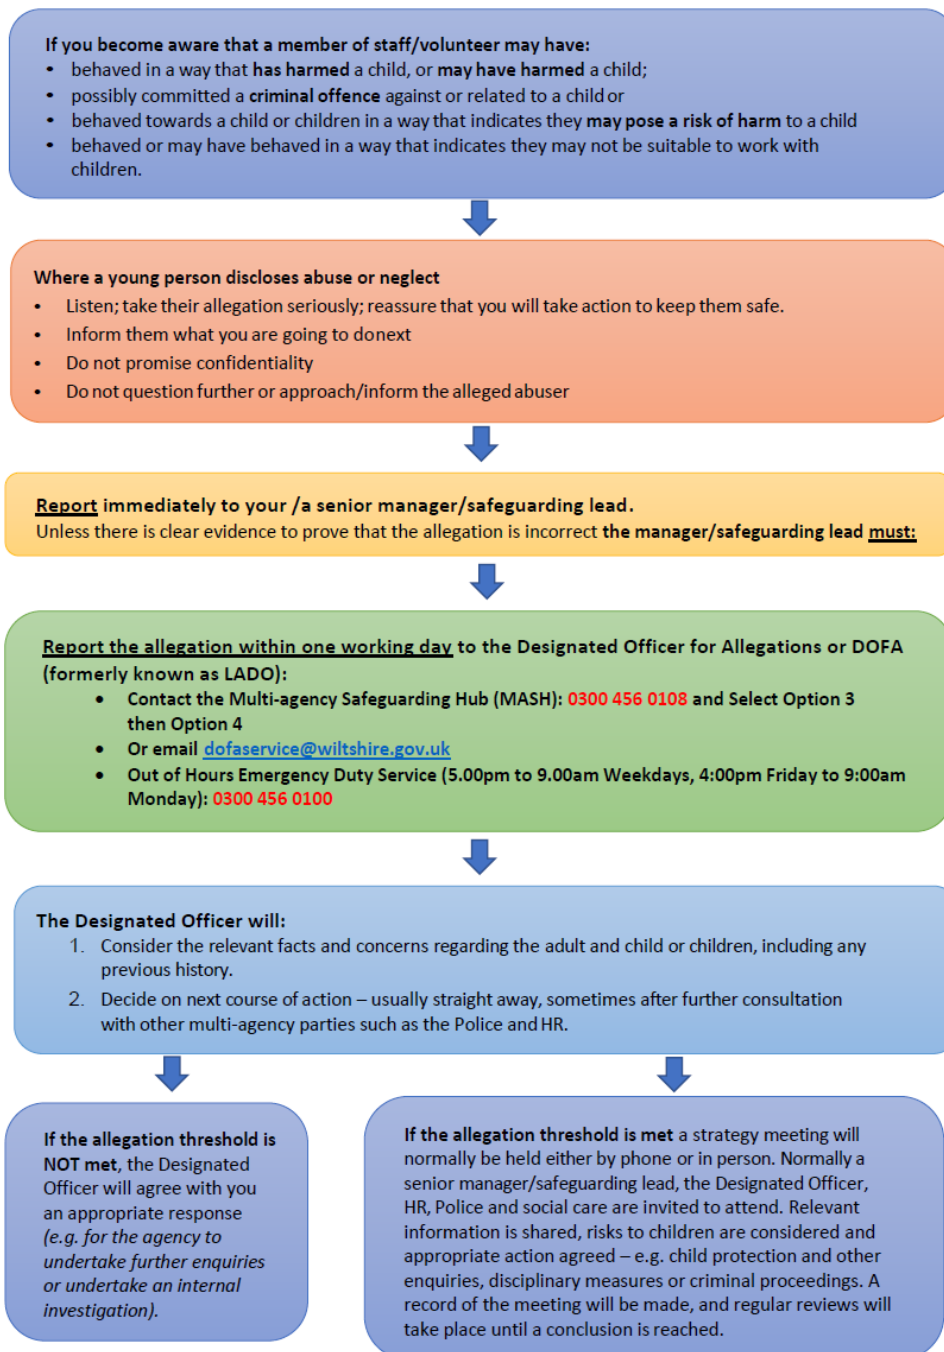 If you become aware that a member of staff/volunteer may have:
• behaved in a way that has harmed a child, or may have harmed a child;
• possibly committed a criminal offence against or related to a child or
• behaved towards a child or children in a way that indicates they may pose a risk of harm to a child
• behaved or may have behaved in a way that indicates they may not be suitable to work with
children.
Where a young person discloses abuse or neglect
• Listen; take their allegation seriously; reassure that you will take action to keep them safe.
• Inform them what you are going to donext
• Do not promise confidentiality
• Do not question further or approach/inform the alleged abuser
Report immediately to your /a senior manager/safeguarding lead.
Unless there is clear evidence to prove that the allegation is incorrect the manager/safeguarding lead must:
Report the allegation within one working day to the Designated Officer for Allegations or DOFA
(formerly known as LADO):
• Contact the Multi-agency Safeguarding Hub (MASH): 0300 456 0108 and Select Option 3
then Option 4
• Or email dofaservice@wiltshire.gov.uk
• Out of Hours Emergency Duty Service (5.00pm to 9.00am Weekdays, 4:00pm Friday to 9:00am
Monday): 0300 456 0100
The Designated Officer will:
1. Consider the relevant facts and concerns regarding the adult and child or children, including any
previous history.
2. Decide on next course of action – usually straight away, sometimes after further consultation
with other multi-agency parties such as the Police and HR.
If the allegation threshold is
NOT met, the Designated
Officer will agree with you
an appropriate response
(e.g. for the agency to
undertake further enquiries
or undertake an internal
investigation).
If the allegation threshold is met a strategy meeting will
normally be held either by phone or in person. Normally a
senior manager/safeguarding lead, the Designated Officer,
HR, Police and social care are invited to attend. Relevant
information is shared, risks to children are considered and
appropriate action agreed – e.g. child protection and other
enquiries, disciplinary measures or criminal proceedings. A
record of the meeting will be made, and regular reviews will
take place until a conclusion is reached.